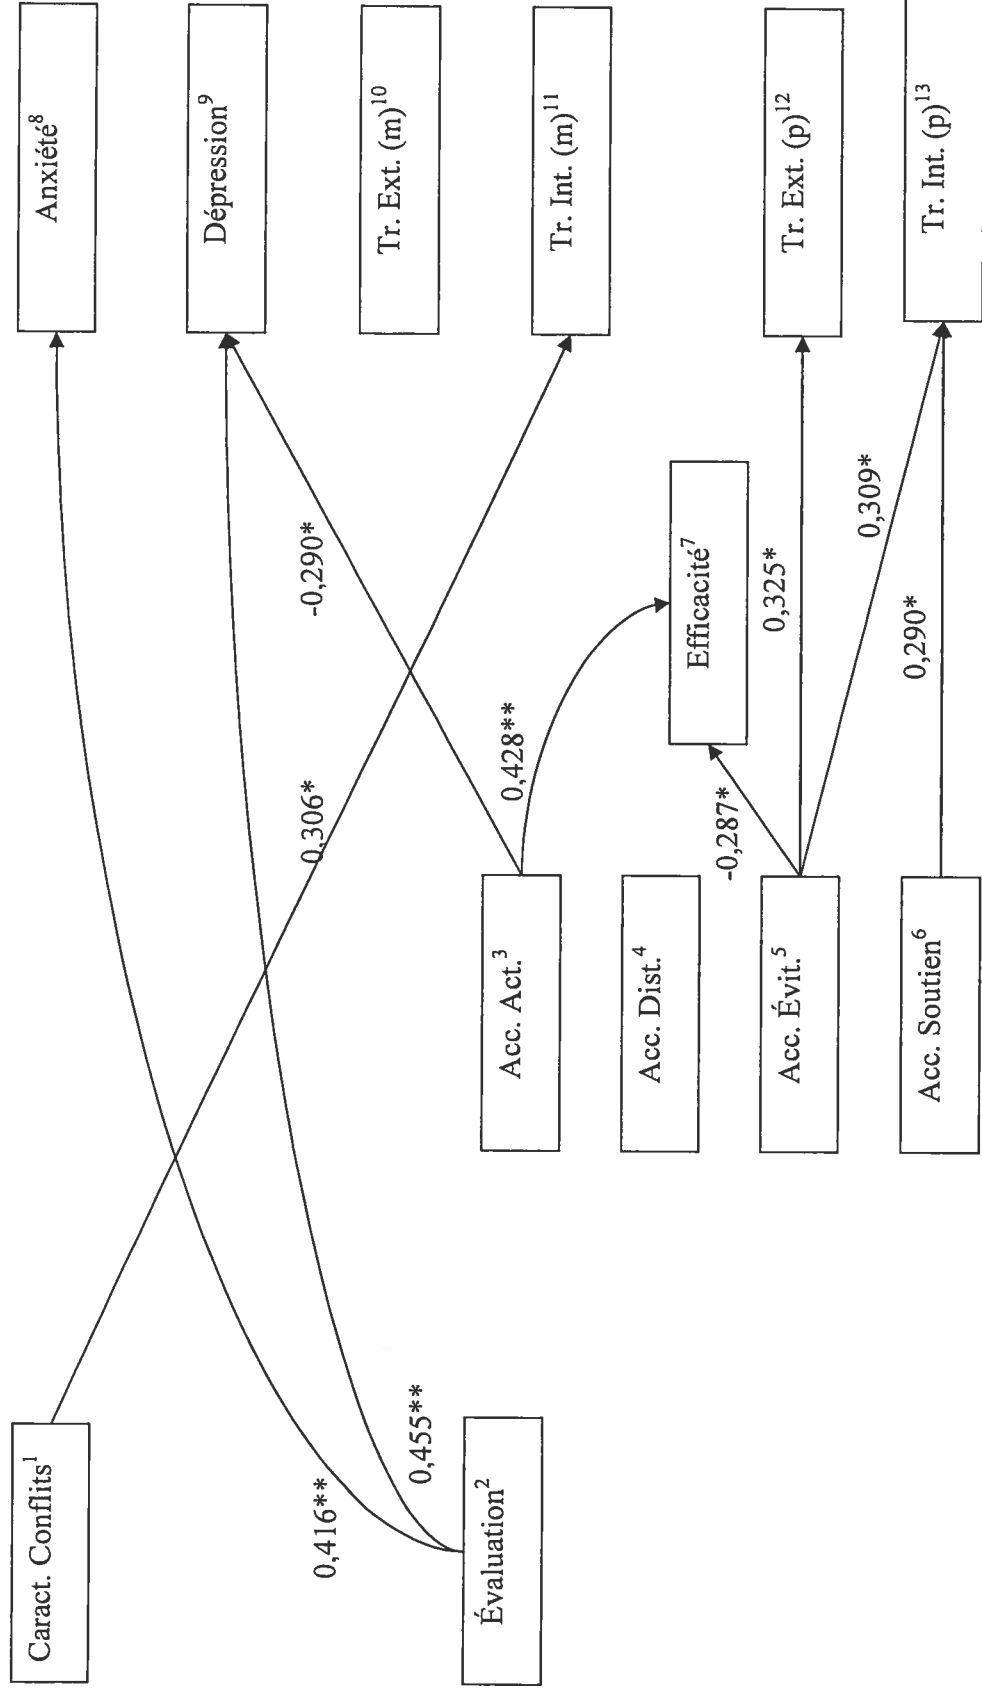 Caract. Conflits¹
Évaluation²
0,416**
0,455**
0,306*
-0,290*
0,428**
-0,287*
0,325*
0,309*
0,290*
Acc. Act.³
Acc. Dist.⁴
Acc. Évit.⁵
Acc. Soutien⁶
Efficacité⁷
Anxiété⁸
Dépression⁹
Tr. Ext. (m)¹⁰
Tr. Int. (m)¹¹
Tr. Ext. (p)¹²
Tr. Int. (p)¹³